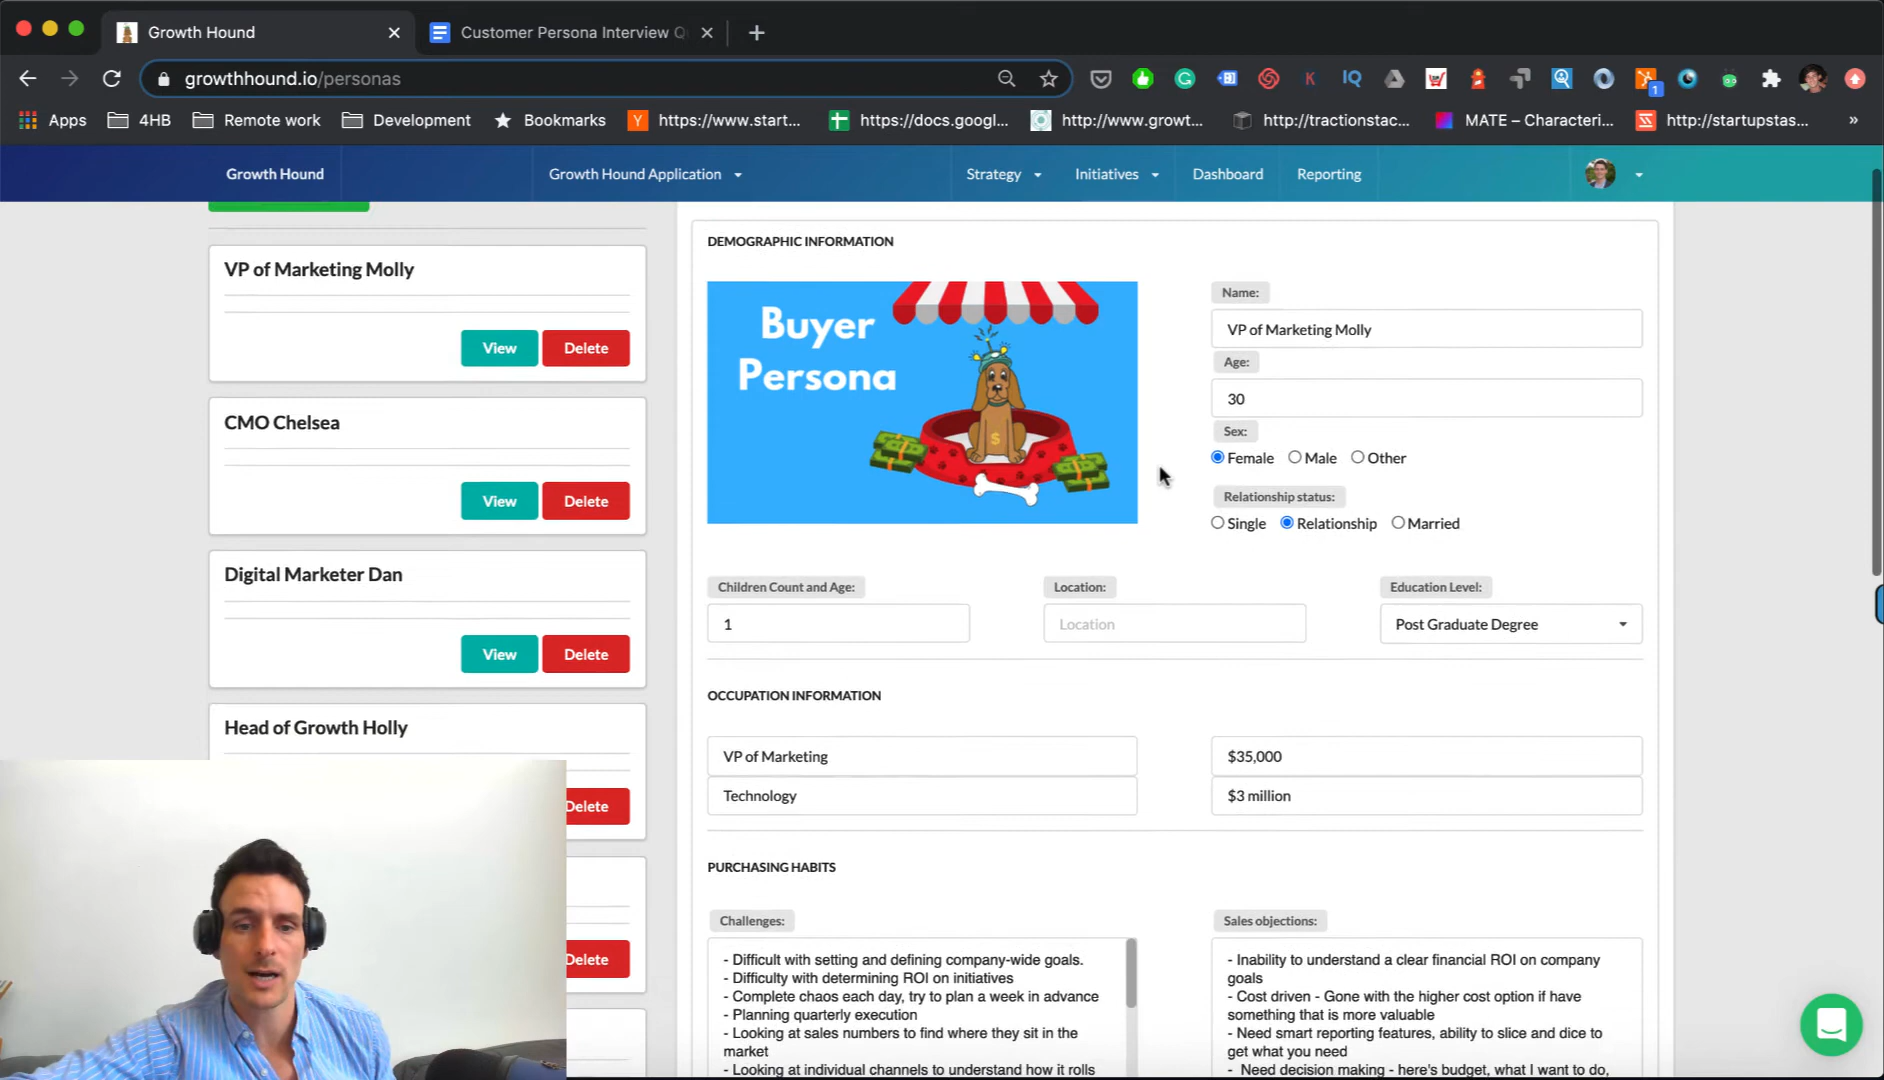 Growth Hound
Customer Persona Interview Q
growthhound.io/personas
K
IQ
1
Apps
4HB
Remote work
Development
Bookmarks
Y
https://www.start...
https://docs.googl...
http://www.growt...
http://tractionstac...
MATE – Characteri...
http://startupstas...
»
Growth Hound
Growth Hound Application
Strategy
Initiatives
Dashboard
Reporting
VP of Marketing Molly
View
Delete
CMO Chelsea
View
Delete
Digital Marketer Dan
View
Delete
Head of Growth Holly
Delete
Delete
DEMOGRAPHIC INFORMATION
Buyer
Persona
$
Name:
VP of Marketing Molly
Age:
30
Sex:
Female
Male
Other
Relationship status:
Single
Relationship
Married
Children Count and Age:
1
Location:
Location
Education Level:
Post Graduate Degree
OCCUPATION INFORMATION
VP of Marketing
$35,000
Technology
$3 million
PURCHASING HABITS
Challenges:
- Difficult with setting and defining company-wide goals.
- Difficulty with determining ROI on initiatives
- Complete chaos each day, try to plan a week in advance
- Planning quarterly execution
- Looking at sales numbers to find where they sit in the
market
- Looking at individual channels to understand how it rolls
Sales objections:
- Inability to understand a clear financial ROI on company
goals
- Cost driven - Gone with the higher cost option if have
something that is more valuable
- Need smart reporting features, ability to slice and dice to
get what you need
- Need decision making - here's budget, what I want to do,